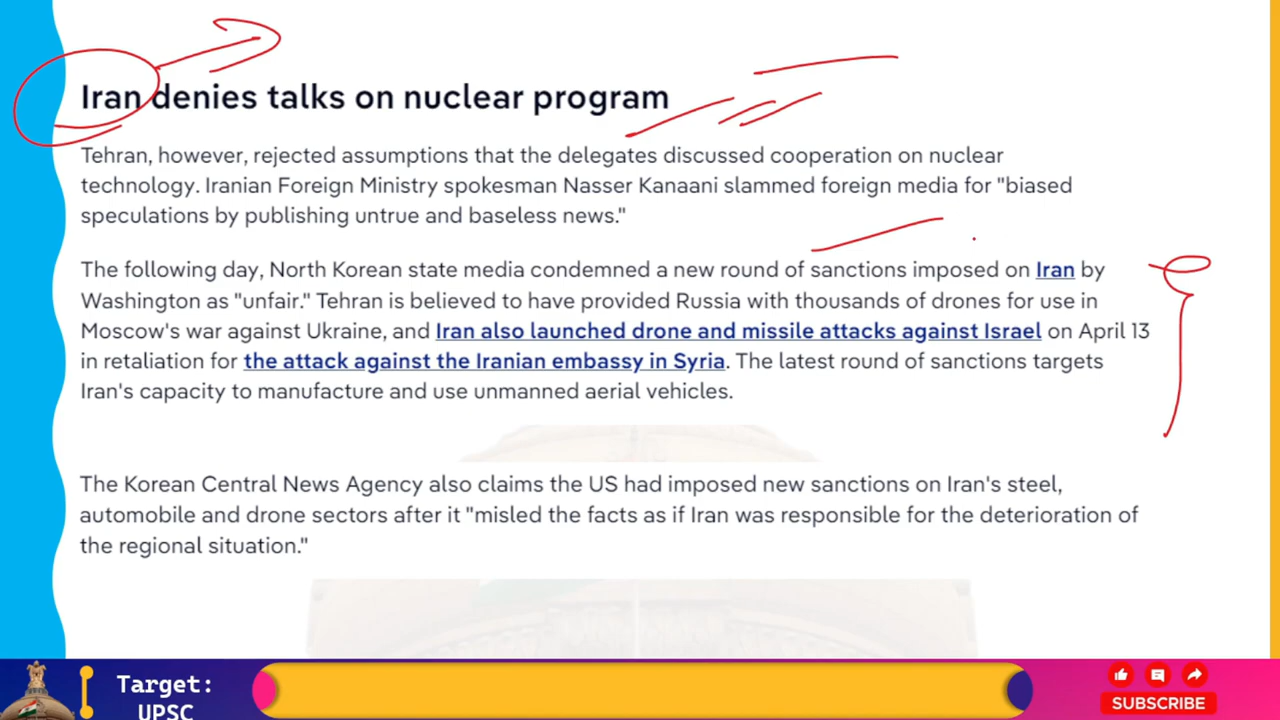 Iran denies talks on nuclear program
Tehran, however, rejected assumptions that the delegates discussed cooperation on nuclear
technology. Iranian Foreign Ministry spokesman Nasser Kanaani slammed foreign media for "biased
speculations by publishing untrue and baseless news."
The following day, North Korean state media condemned a new round of sanctions imposed on Iran by
Washington as "unfair." Tehran is believed to have provided Russia with thousands of drones for use in
Moscow's war against Ukraine, and Iran also launched drone and missile attacks against Israel on April 13
in retaliation for the attack against the Iranian embassy in Syria. The latest round of sanctions targets
Iran's capacity to manufacture and use unmanned aerial vehicles.
The Korean Central News Agency also claims the US had imposed new sanctions on Iran's steel,
automobile and drone sectors after it "misled the facts as if Iran was responsible for the deterioration of
the regional situation."
Target:
UPSC
SUBSCRIBE